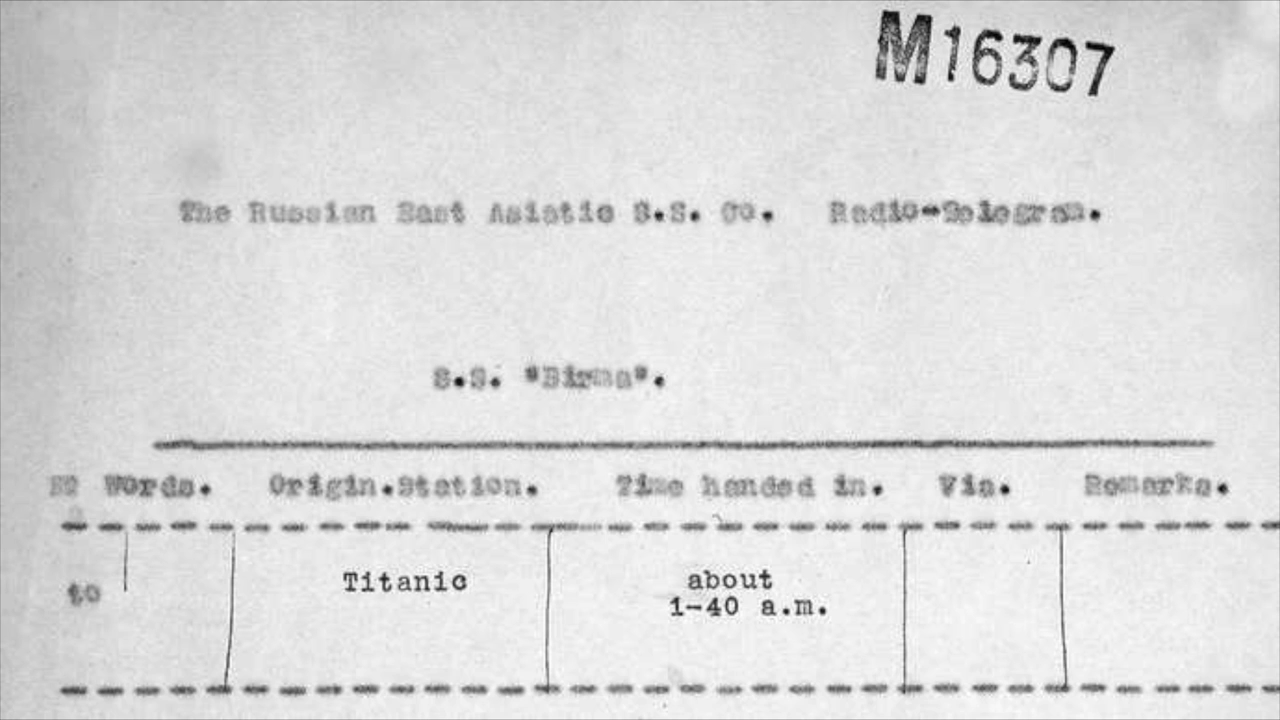 M16307
The Russian East Asiatic S.S. Co. Radio-Telegram.
S.S. "Birma".
Words. Origin.Station. Time handed in. Via. Remarks.
to Titanic about
1-40 a.m.